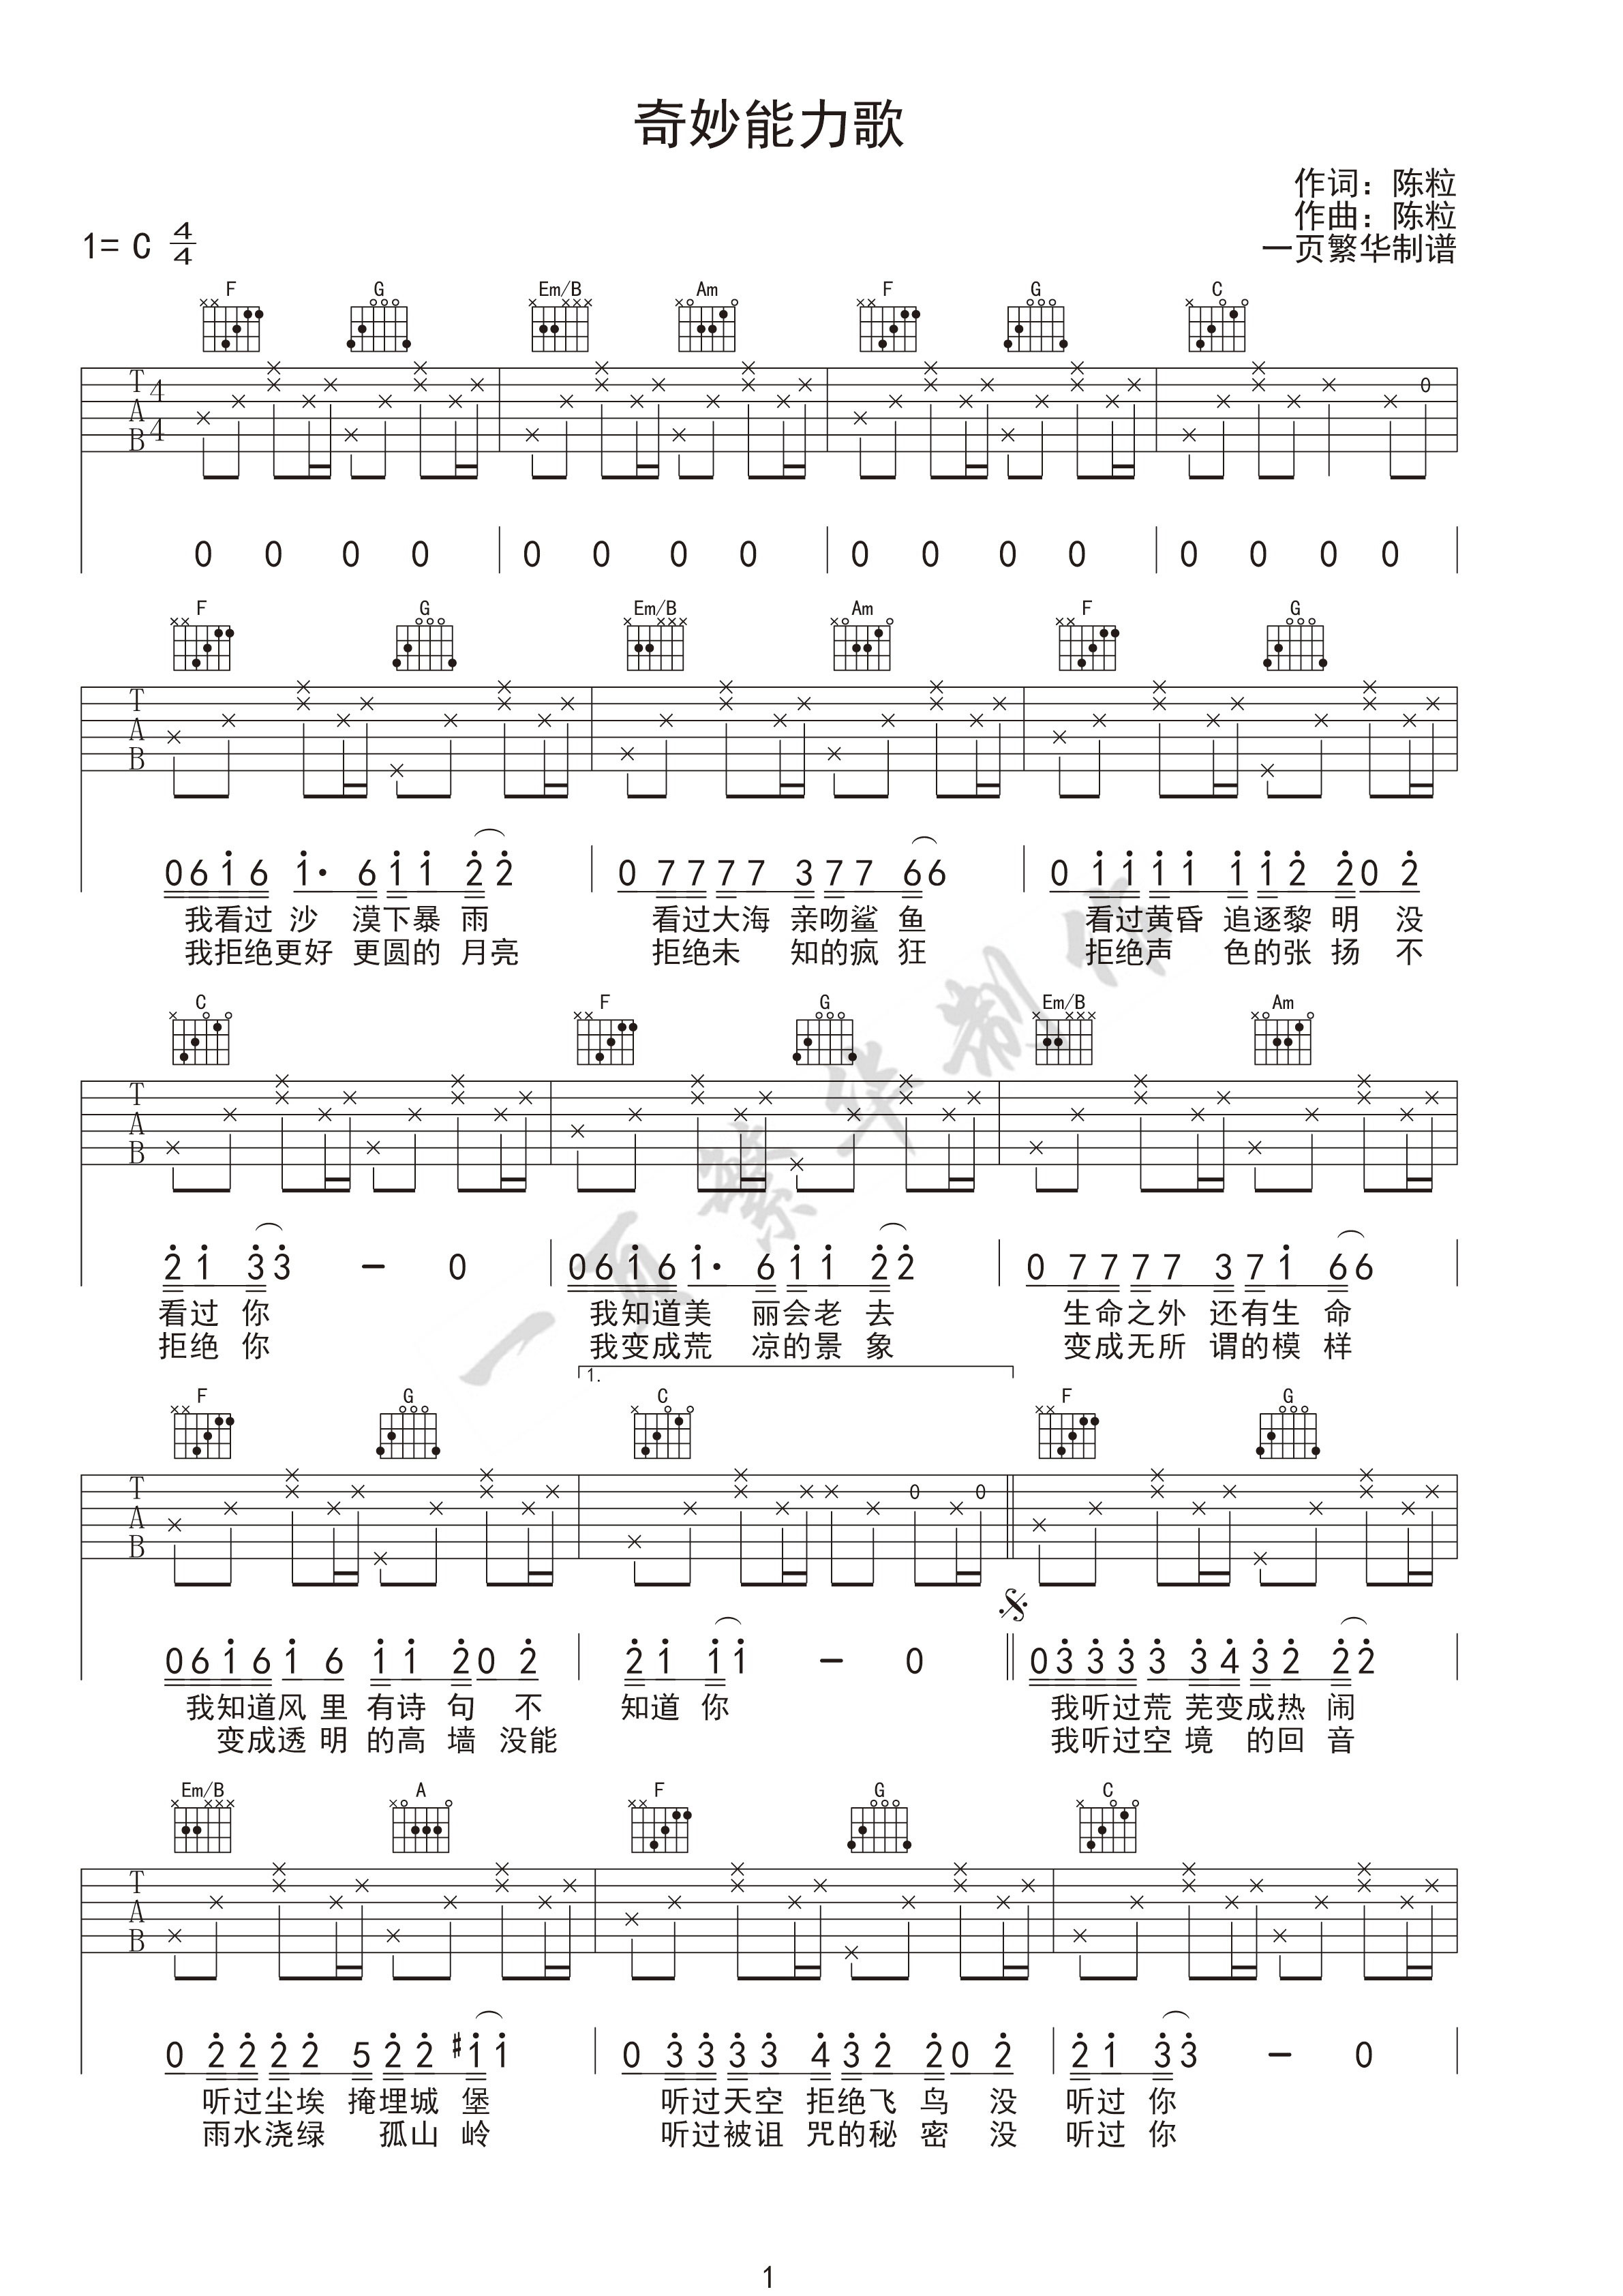 奇妙能力歌
作词：陈粒
作曲：陈粒
一页繁华制谱
1= C 4/4
F G Em/B Am F G C
T A B 4 4
0
0 0 0 0 0 0 0 0 0 0 0 0 0 0 0 0
F G Em/B Am F G
T A B
0 6 1 6 1· 6 1 1 2 2 0 7 7 7 7 3 7 7 6 6 0 1 1 1 1 1 1 2 2 0 2
我看过 沙 漠下暴 雨 看过大海 亲吻鲨 鱼 看过黄昏 追逐黎 明 没
我拒绝更好 更圆的 月亮 拒绝未 知的疯 狂 拒绝声 色的张 扬 不
C F G Em/B Am
T A B
2 1 3 3 - 0 0 6 1 6 1· 6 1 1 2 2 0 7 7 7 7 3 7 1 6 6
看过 你 我知道美 丽会老 去 生命之外 还有生 命
拒绝 你 我变成荒 凉的景 象 变成无所 谓的模 样
1.
F G C F G
T A B
0 0
0 6 1 6 1 6 1 1 2 0 2 2 1 1 1 - 0 0 3 3 3 3 3 4 3 2 2 2
我知道风 里 有诗 句 不 知道 你 我听过荒 芜变成热 闹
变成透 明 的高 墙 没能 我听过空 境 的回 音
Em/B A F G C
T A B
0 2 2 2 2 5 2 2 #1 1 0 3 3 3 3 4 3 2 2 0 2 2 1 3 3 - 0
听过尘埃 掩埋城 堡 听过天空 拒绝飞 鸟 没 听过 你
雨水浇绿 孤山 岭 听过被诅 咒的秘 密 没 听过 你
一页繁华制作
1